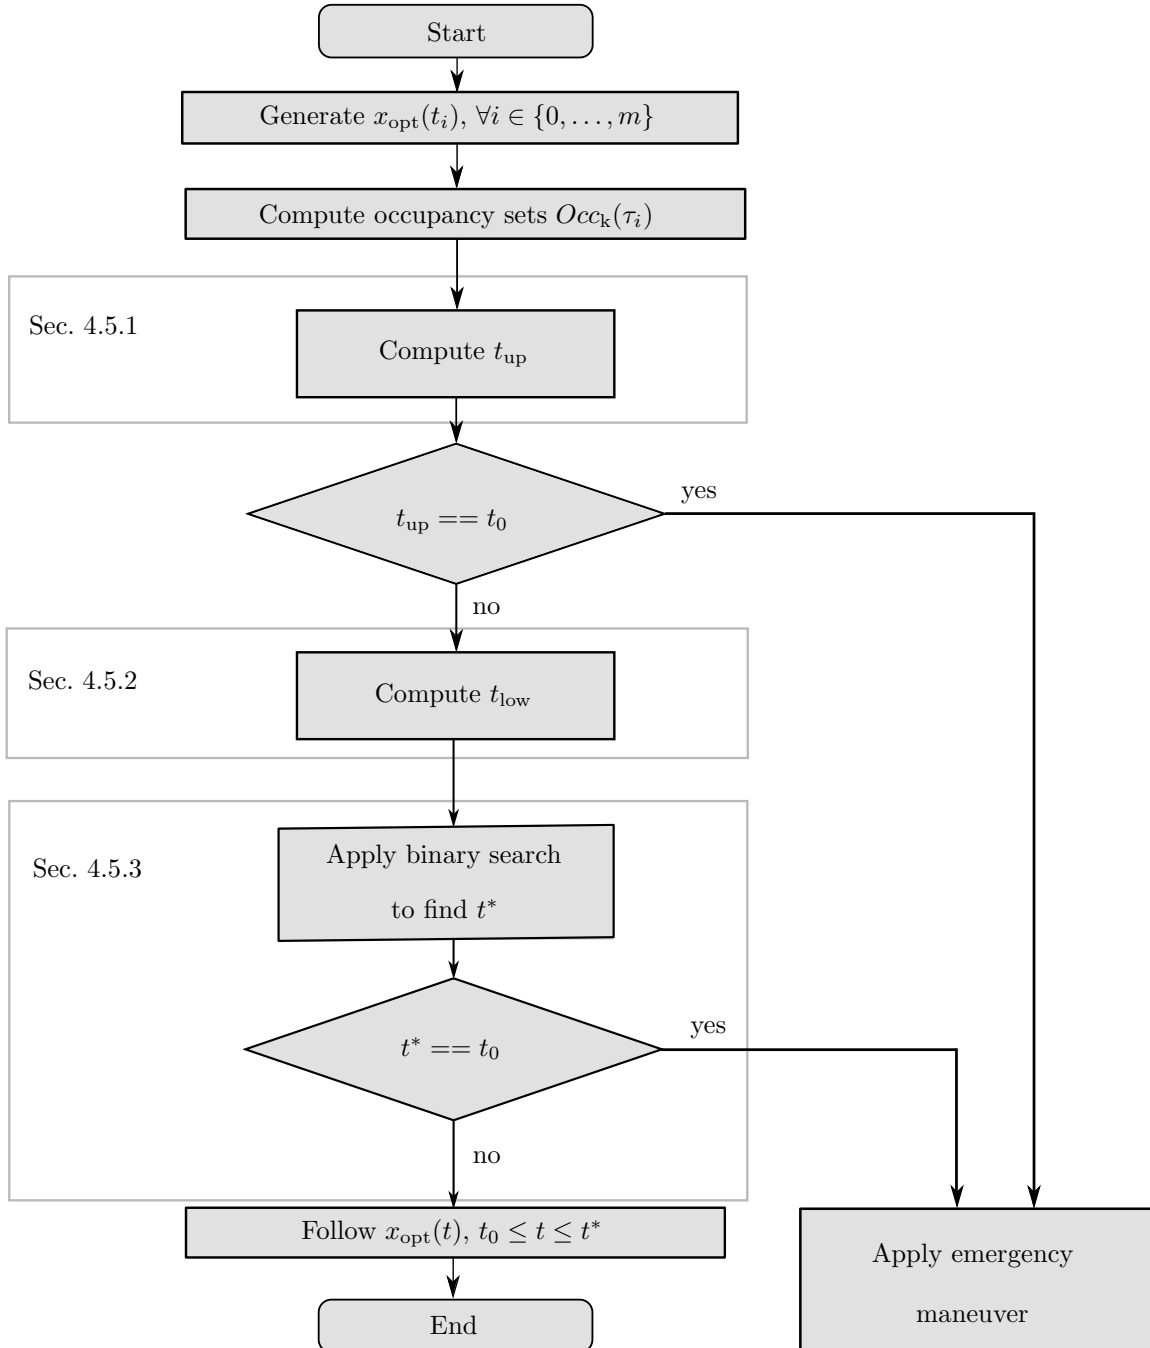 Start
Generate x_opt(t_i), ∀i ∈ {0, . . . , m}
Compute occupancy sets Occ_k(τ_i)
Sec. 4.5.1
Compute t_up
yes
t_up == t_0
no
Sec. 4.5.2
Compute t_low
Apply binary search
Sec. 4.5.3
to find t*
yes
t* == t_0
no
Follow x_opt(t), t_0 ≤ t ≤ t*
Apply emergency
maneuver
End